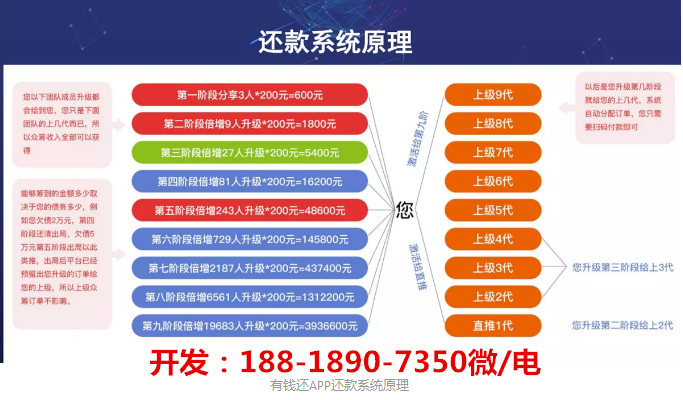 还款系统原理
您以下团队成员升级都
会给到您，您只是下面
团队的上几代而已，所
以众筹收入全部可以获
得
能够筹到的金额多少取
决于您的债务多少，例
如您欠债2万元，第四
阶段还清出局，欠债5
万元第五阶段出局以此
类推，出局后平台已经
预留出您升级的订单给
您的上级，所以上级众
筹订单不影响。
第一阶段分享3人*200元=600元
第二阶段倍增9人升级*200元=1800元
第三阶段倍增27人升级*200元=5400元
第四阶段倍增81人升级*200元=16200元
第五阶段倍增243人升级*200元=48600元
第六阶段倍增729人升级*200元=145800元
第七阶段倍增2187人升级*200元=437400元
第八阶段倍增6561人升级*200元=1312200元
第九阶段倍增19683人升级*200元=3936600元
您
激活给第九阶
激活给直推
上级9代
上级8代
上级7代
上级6代
上级5代
上级4代
上级3代
上级2代
直推1代
以后是您升级第几阶段
就给您的上几代，系统
自动分配订单，您只需
要扫码付款即可
您升级第三阶段给上3代
您升级第二阶段给上2代
开发：188-1890-7350微/电
有钱还APP还款系统原理